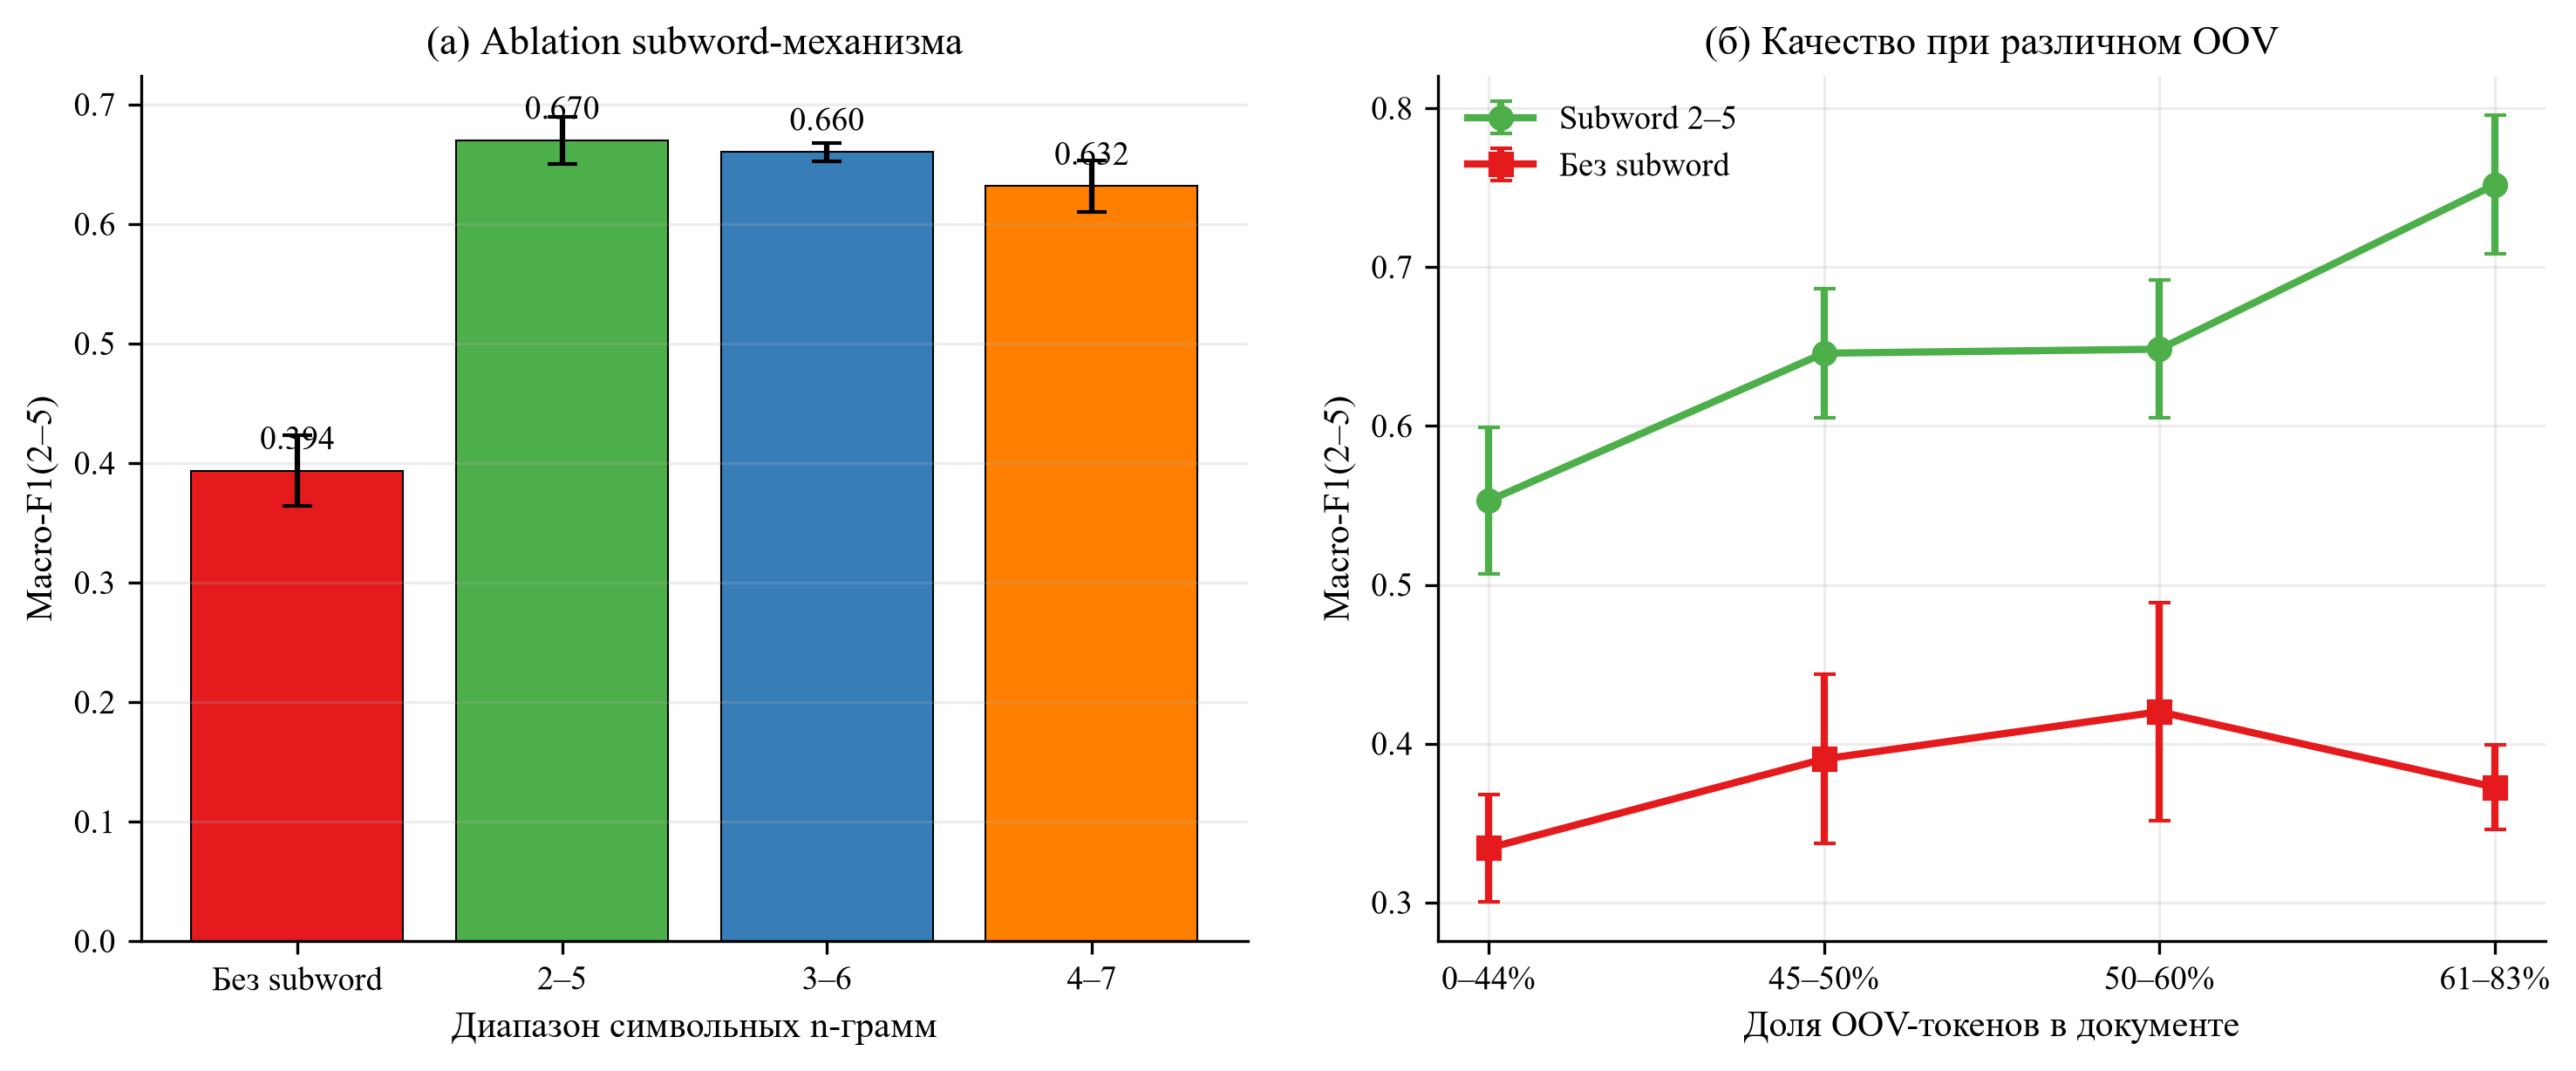 (а) Ablation subword-механизма
0.7
0.6
0.5
0.4
0.3
0.2
0.1
0.0
Macro-F1(2–5)
0.394
0.670
0.660
0.632
Без subword
2–5
3–6
4–7
Диапазон символьных n-грамм
(б) Качество при различном OOV
Subword 2–5
Без subword
0.8
0.7
0.6
0.5
0.4
0.3
Macro-F1(2–5)
0–44%
45–50%
50–60%
61–83%
Доля OOV-токенов в документе